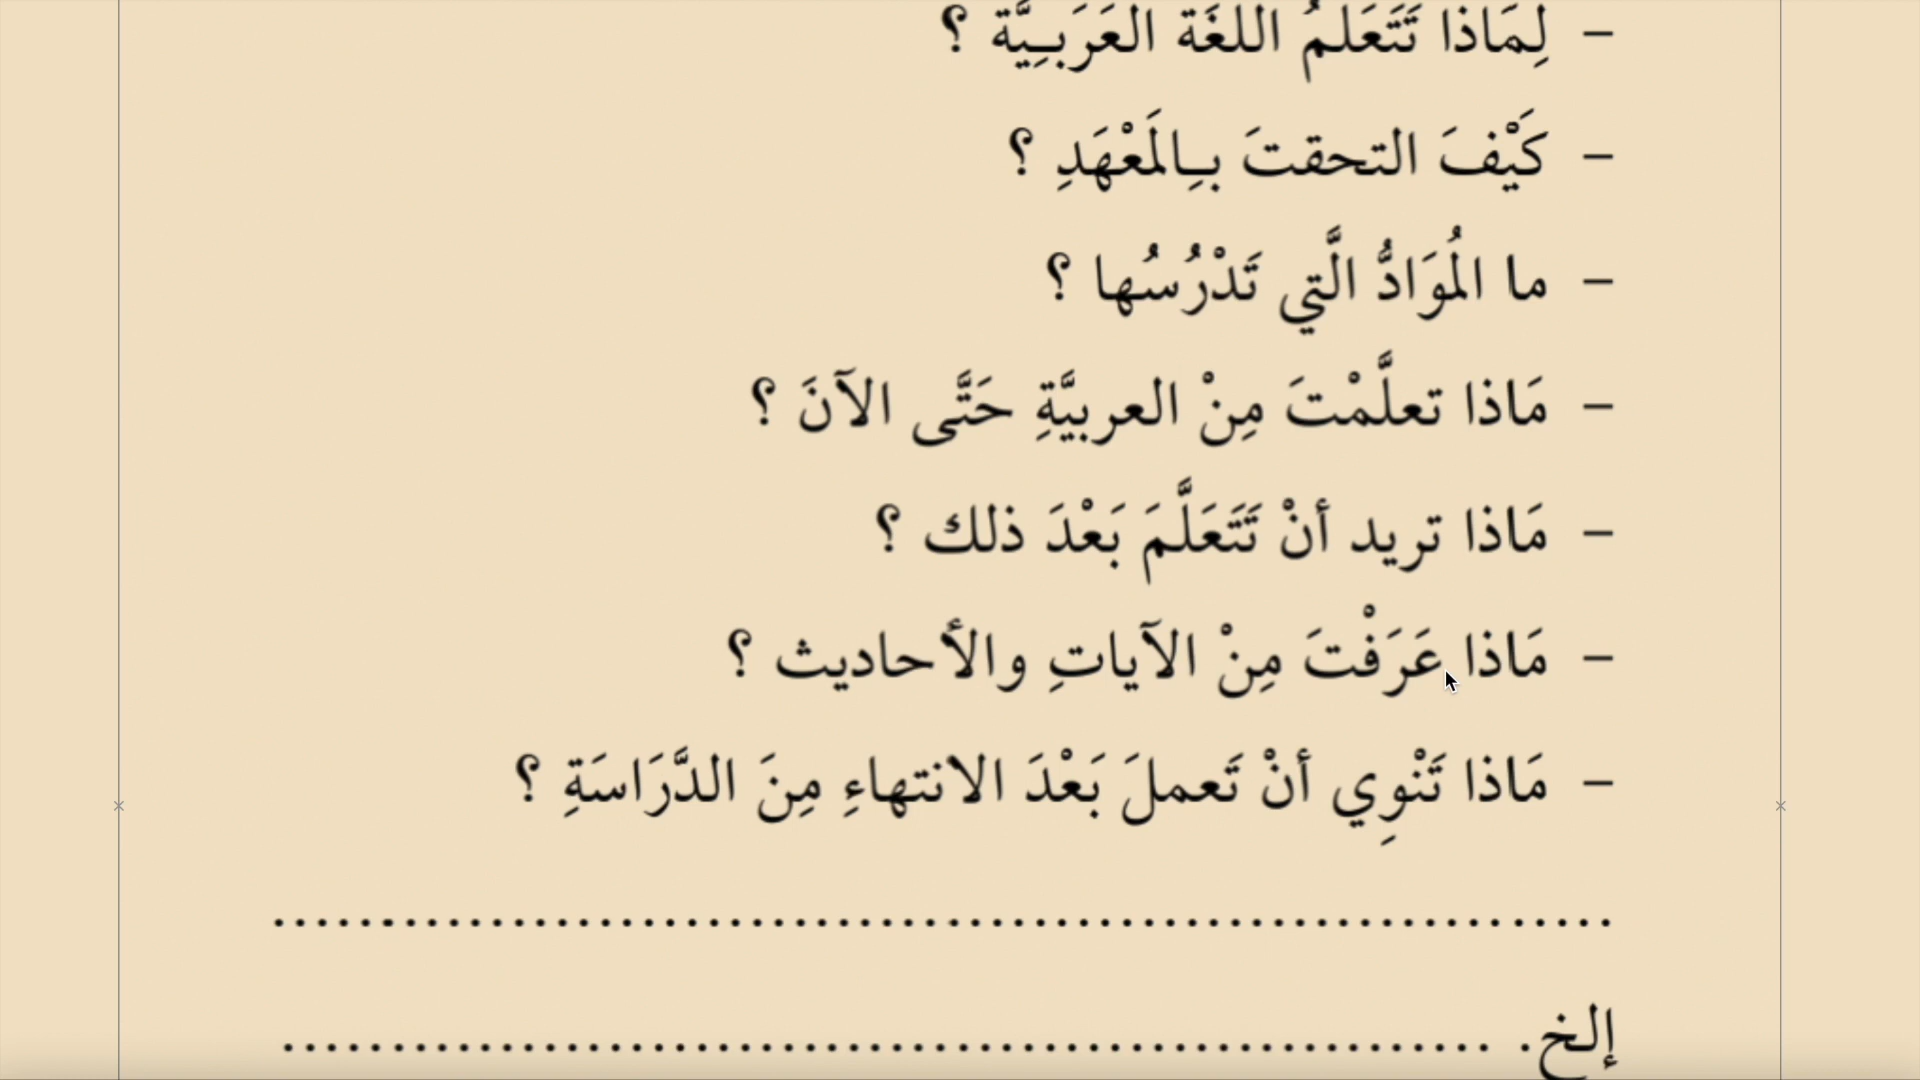 – لِمَاذا تَتَعَلَّمُ اللُّغَةَ العَرَبِيَّةَ ؟
– كَيْفَ التحقتَ بِالمَعْهَدِ ؟
– ما المُوَادُّ الَّتي تَدْرُسُها ؟
– مَاذا تعلَّمْتَ مِنْ العربيَّةِ حَتَّى الآنَ ؟
– مَاذا تريد أنْ تَتَعَلَّمَ بَعْدَ ذلك ؟
– مَاذا عَرَفْتَ مِنْ الآياتِ والأحاديث ؟
– مَاذا تَنْوِي أنْ تَعملَ بَعْدَ الانتهاءِ مِنَ الدَّرَاسَةِ ؟
..............................................................
إلخ. ........................................................